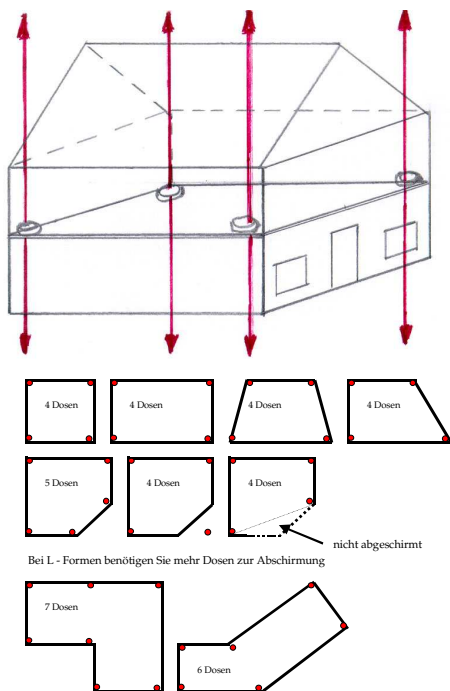 4 Dosen
4 Dosen
4 Dosen
4 Dosen
5 Dosen
4 Dosen
4 Dosen
nicht abgeschirmt
Bei L - Formen benötigen Sie mehr Dosen zur Abschirmung
7 Dosen
6 Dosen